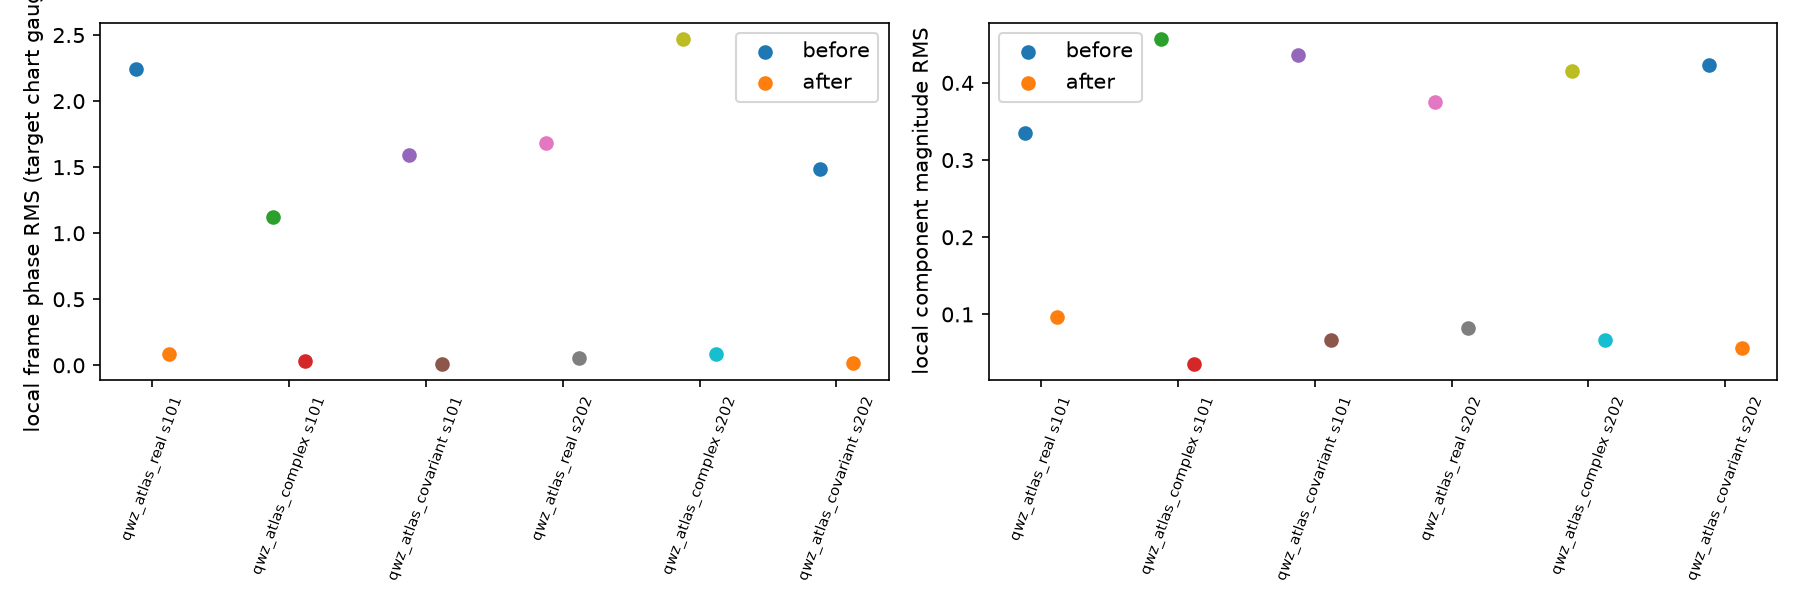 local frame phase RMS (target chart gaug
2.5
2.0
1.5
1.0
0.5
0.0
before
after
qwz_atlas_real s101
qwz_atlas_complex s101
qwz_atlas_covariant s101
qwz_atlas_real s202
qwz_atlas_complex s202
qwz_atlas_covariant s202
local component magnitude RMS
0.4
0.3
0.2
0.1
before
after
qwz_atlas_real s101
qwz_atlas_complex s101
qwz_atlas_covariant s101
qwz_atlas_real s202
qwz_atlas_complex s202
qwz_atlas_covariant s202